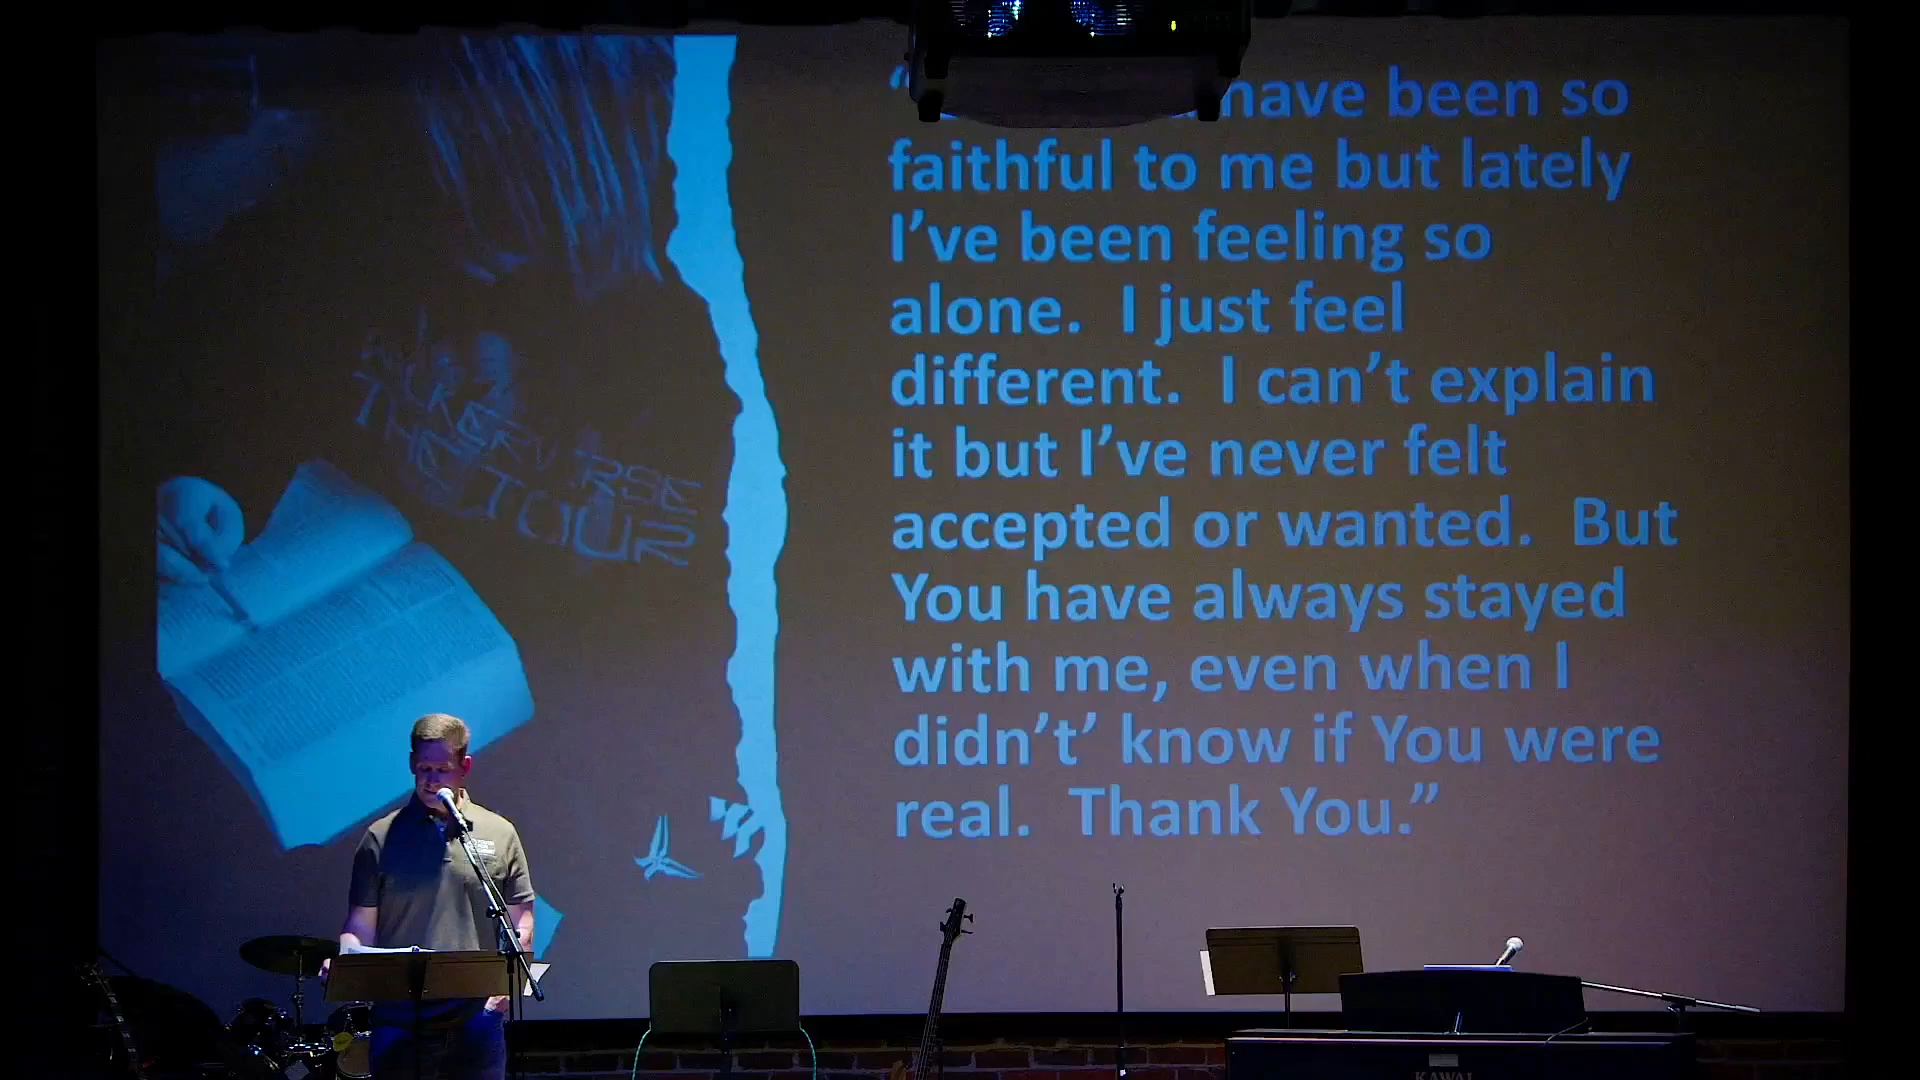 have been so
faithful to me but lately
I’ve been feeling so
alone.  I just feel
different.  I can’t explain
it but I’ve never felt
accepted or wanted.  But
You have always stayed
with me, even when I
didn’t’ know if You were
real.  Thank You.”
KAWAI